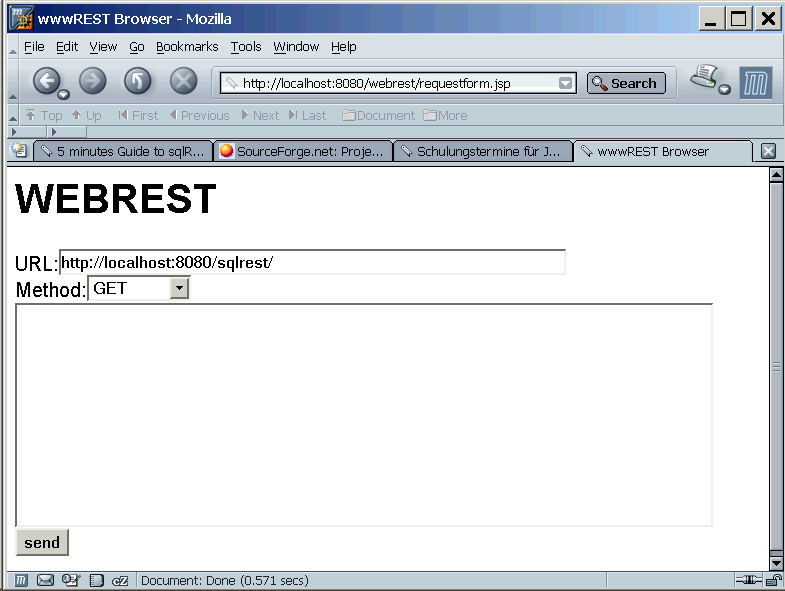 wwwREST Browser - Mozilla
File Edit View Go Bookmarks Tools Window Help
http://localhost:8080/webrest/requestform.jsp Search
Top Up First Previous Next Last Document More
5 minutes Guide to sqlR... SourceForge.net: Proje... Schulungstermine für J... wwwREST Browser
WEBREST
URL: http://localhost:8080/sqlrest/
Method: GET
send
Document: Done (0.571 secs)